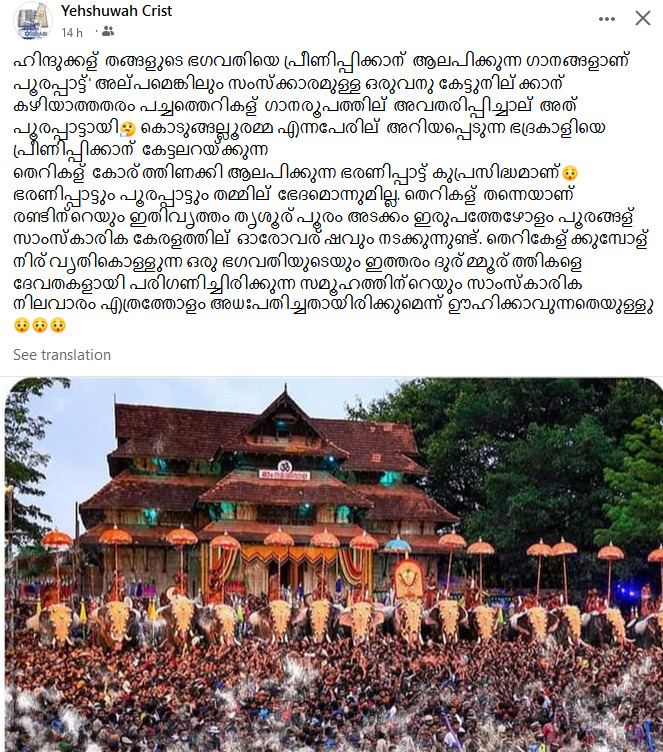 Yehshuwah Crist
14 h
ഹിന്ദുക്കള് തങ്ങളുടെ ഭഗവതിയെ പ്രീണിപ്പിക്കാന് ആലപിക്കുന്ന ഗാനങ്ങളാണ്
പൂരപ്പാട്ട്' അല്പമെങ്കിലും സംസ്ക്കാരമുള്ള ഒരുവനു കേട്ടുനില് ക്കാന്
കഴിയാത്തതരം പച്ചത്തെറികള് ഗാനരൂപത്തില് അവതരിപ്പിച്ചാല് അത്
പൂരപ്പാട്ടായി🤔 കൊടുങ്ങല്ലൂരമ്മ എന്നപേരില് അറിയപ്പെടുന്ന ഭദ്രകാളിയെ
പ്രീണിപ്പിക്കാന് കേട്ടലറയ്ക്കുന്ന
തെറികള് കോര് ത്തിണക്കി ആലപിക്കുന്ന ഭരണിപ്പാട്ട് കുപ്രസിദ്ധമാണ്😯
ഭരണിപ്പാട്ടും പൂരപ്പാട്ടും തമ്മില് ഭേദമൊന്നുമില്ല. തെറികള് തന്നെയാണ്
രണ്ടിന്റെയും ഇതിവൃത്തം തൃശൂര് പൂരം അടക്കം ഇരുപത്തേഴോളം പൂരങ്ങള്
സാംസ്കാരിക കേരളത്തില് ഓരോവര് ഷവും നടക്കുന്നുണ്ട്. തെറികേള് ക്കുമ്പോള്
നിര് വൃതികൊള്ളുന്ന ഒരു ഭഗവതിയുടെയും ഇത്തരം ദുര് മ്മൂര് ത്തികളെ
ദേവതകളായി പരിഗണിച്ചിരിക്കുന്ന സമൂഹത്തിന്റെയും സാംസ്കാരിക
നിലവാരം എത്രത്തോളം അധഃപതിച്ചതായിരിക്കുമെന്ന് ഊഹിക്കാവുന്നതെയുള്ളു
😯😯😯
See translation
ॐ